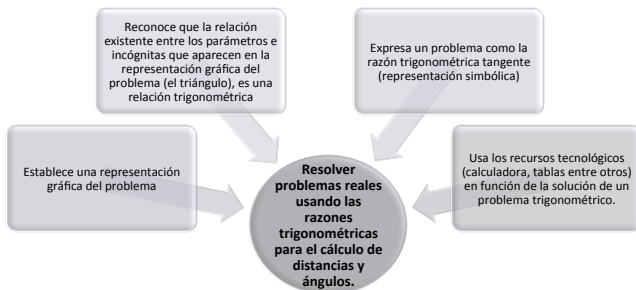 Reconoce que la relación
existente entre los parámetros e
incógnitas que aparecen en la
representación gráfica del
problema (el triángulo), es una
relación trigonométrica
Expresa un problema como la
razón trigonométrica tangente
(representación simbólica)
Establece una representación
gráfica del problema
Usa los recursos tecnológicos
(calculadora, tablas entre otros)
en función de la solución de un
problema trigonométrico.
Resolver
problemas reales
usando las
razones
trigonométricas
para el cálculo de
distancias y
ángulos.